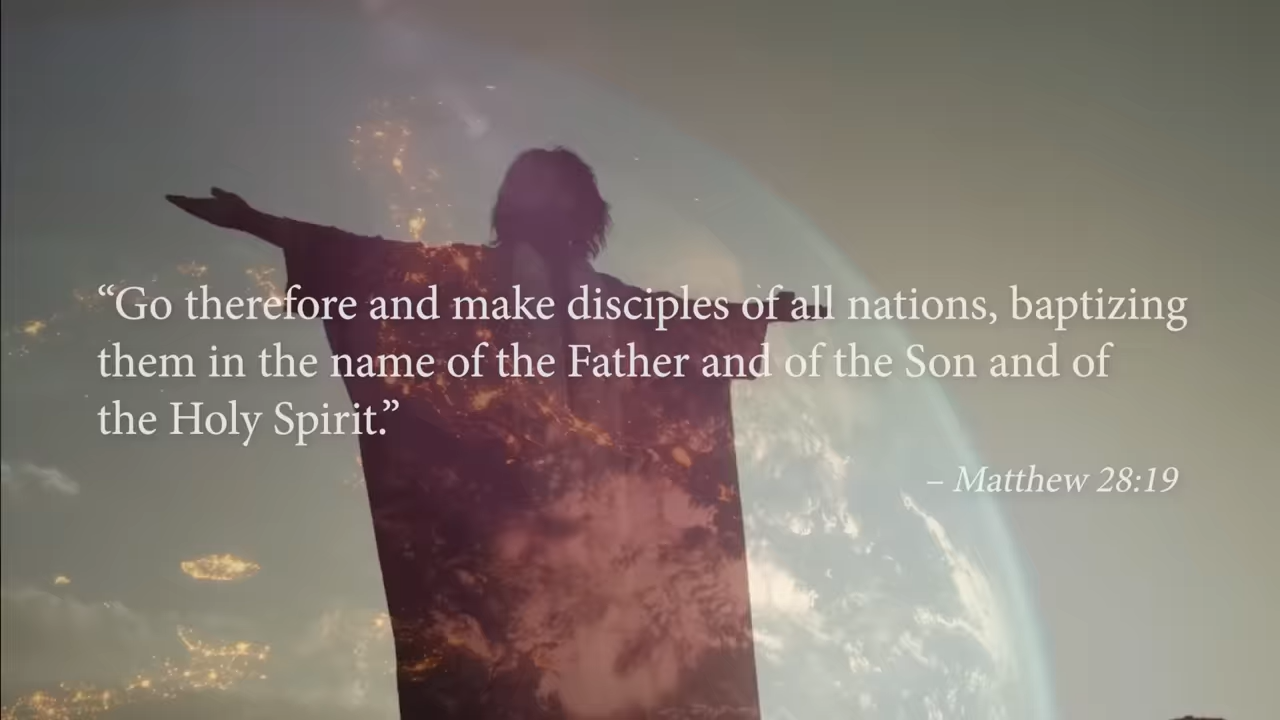 “Go therefore and make disciples of all nations, baptizing
them in the name of the Father and of the Son and of
the Holy Spirit.”
– Matthew 28:19